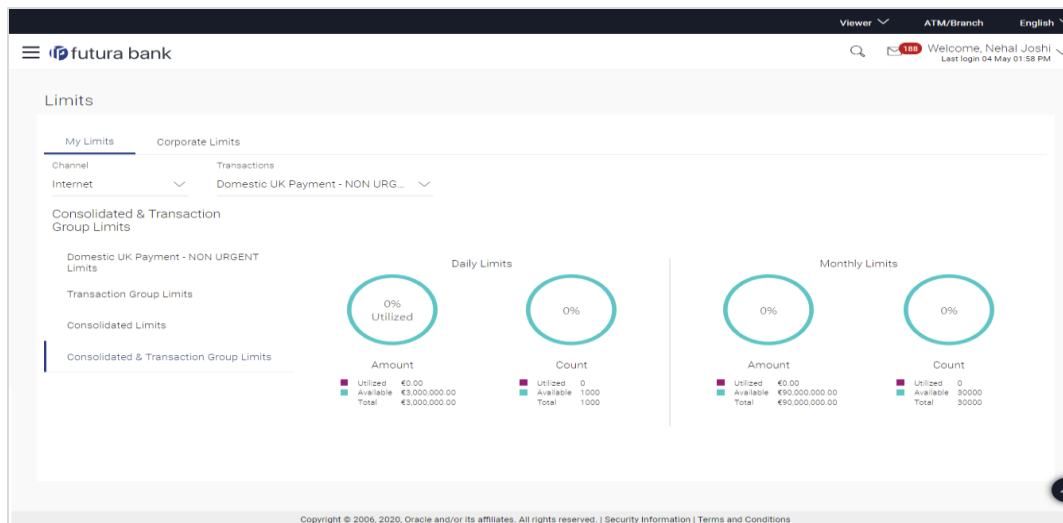 Viewer ATM/Branch English
futura bank
188 Welcome, Nehal Joshi
Last login 04 May 01:58 PM
Limits
My Limits Corporate Limits
Channel Transactions
Internet Domestic UK Payment - NON URG...
Consolidated & Transaction
Group Limits
Domestic UK Payment - NON URGENT
Limits
Transaction Group Limits
Consolidated Limits
Consolidated & Transaction Group Limits
Daily Limits
0%
Utilized
0%
Amount
Utilized €0.00
Available €3,000,000.00
Total €3,000,000.00
Count
Utilized 0
Available 1000
Total 1000
Monthly Limits
0%
0%
Amount
Utilized €0.00
Available €90,000,000.00
Total €90,000,000.00
Count
Utilized 0
Available 30000
Total 30000
Copyright © 2006, 2020, Oracle and/or its affiliates. All rights reserved. | Security Information | Terms and Conditions